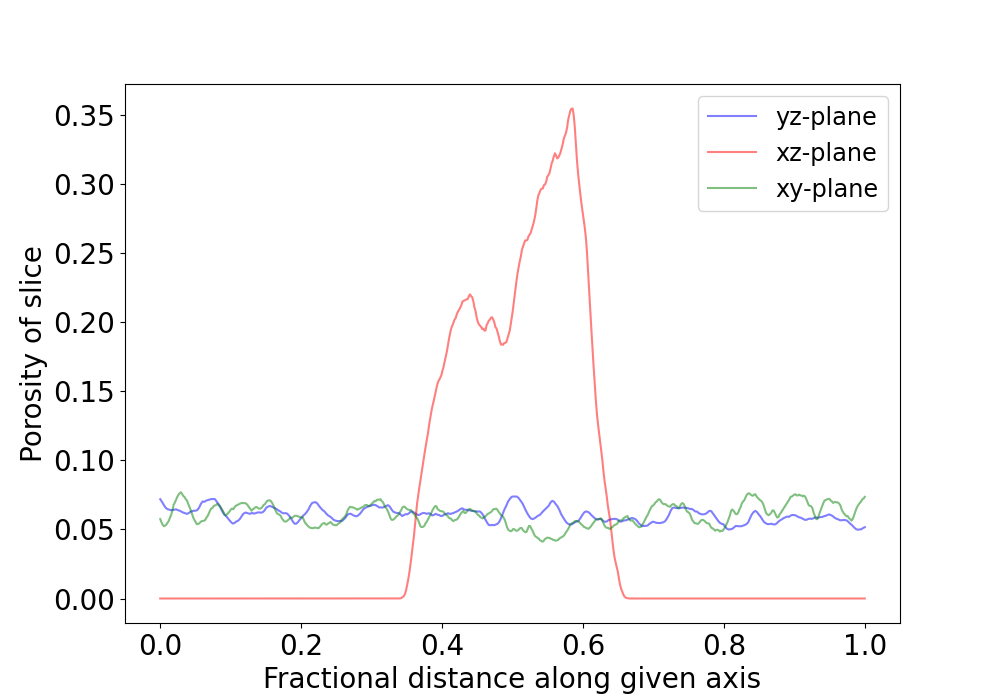 yz-plane
xz-plane
xy-plane
Porosity of slice
0.35
0.30
0.25
0.20
0.15
0.10
0.05
0.00
0.0 0.2 0.4 0.6 0.8 1.0
Fractional distance along given axis